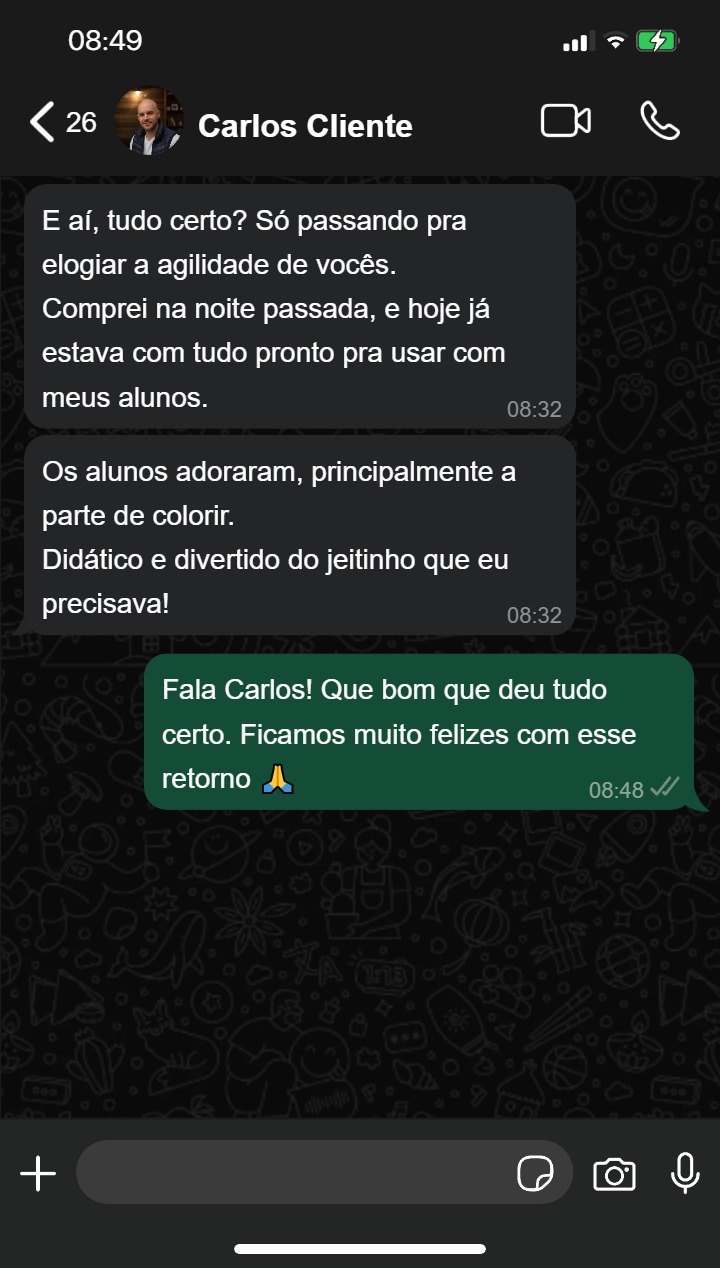 08:49
26
Carlos Cliente
E aí, tudo certo? Só passando pra
elogiar a agilidade de vocês.
Comprei na noite passada, e hoje já
estava com tudo pronto pra usar com
meus alunos.
08:32
Os alunos adoraram, principalmente a
parte de colorir.
Didático e divertido do jeitinho que eu
precisava!
08:32
Fala Carlos! Que bom que deu tudo
certo. Ficamos muito felizes com esse
retorno 🙏
08:48